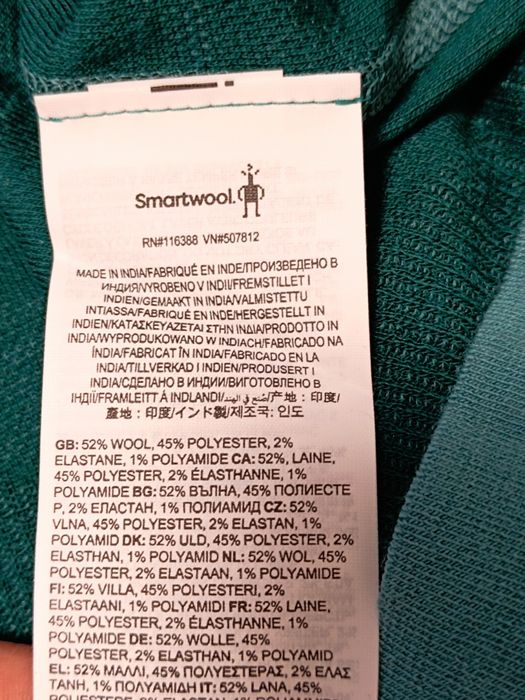 Smartwool.
RN#116388 VN#507812
MADE IN INDIA/FABRIQUÉ EN INDE/ПРОИЗВЕДЕНО В
ИНДИЯ/VYROBENO V INDII/FREMSTILLET I
INDIEN/GEMAAKT IN INDIA/VALMISTETTU
INTIASSA/FABRIQUÉ EN INDE/HERGESTELLT IN
INDIEN/ΚΑΤΑΣΚΕΥΑΖΕΤΑΙ ΣΤΗΝ ΙΝΔΙΑ/PRODOTTO IN
INDIA/WYPRODUKOWANO W INDIACH/FABRICADO NA
ÍNDIA/FABRICAT ÎN INDIA/FABRICADO EN LA
INDIA/TILLVERKAD I INDIEN/PRODUSERT I
INDIA/СДЕЛАНО В ИНДИИ/ВИГОТОВЛЕНО В
ІНДІЇ/FRAMLEITT Á INDLANDI/صنع في الهند/产地：印度/
產地：印度/インド製/제조국: 인도
GB: 52% WOOL, 45% POLYESTER, 2%
ELASTANE, 1% POLYAMIDE CA: 52%, LAINE,
45% POLYESTER, 2% ÉLASTHANNE, 1%
POLYAMIDE BG: 52% ВЪЛНА, 45% ПОЛИЕСТЕ
Р, 2% ЕЛАСТАН, 1% ПОЛИАМИД CZ: 52%
VLNA, 45% POLYESTER, 2% ELASTAN, 1%
POLYAMID DK: 52% ULD, 45% POLYESTER, 2%
ELASTHAN, 1% POLYAMID NL: 52% WOL, 45%
POLYESTER, 2% ELASTAAN, 1% POLYAMIDE
FI: 52% VILLA, 45% POLYESTERI, 2%
ELASTAANI, 1% POLYAMIDI FR: 52% LAINE,
45% POLYESTER, 2% ÉLASTHANNE, 1%
POLYAMIDE DE: 52% WOLLE, 45%
POLYESTER, 2% ELASTHAN, 1% POLYAMID
EL: 52% ΜΑΛΛΙ, 45% ΠΟΛΥΕΣΤΕΡΑΣ, 2% ΕΛΑΣ
ΤΑΝΗ, 1% ΠΟΛΥΑΜΙΔΗ IT: 52% LANA, 45%